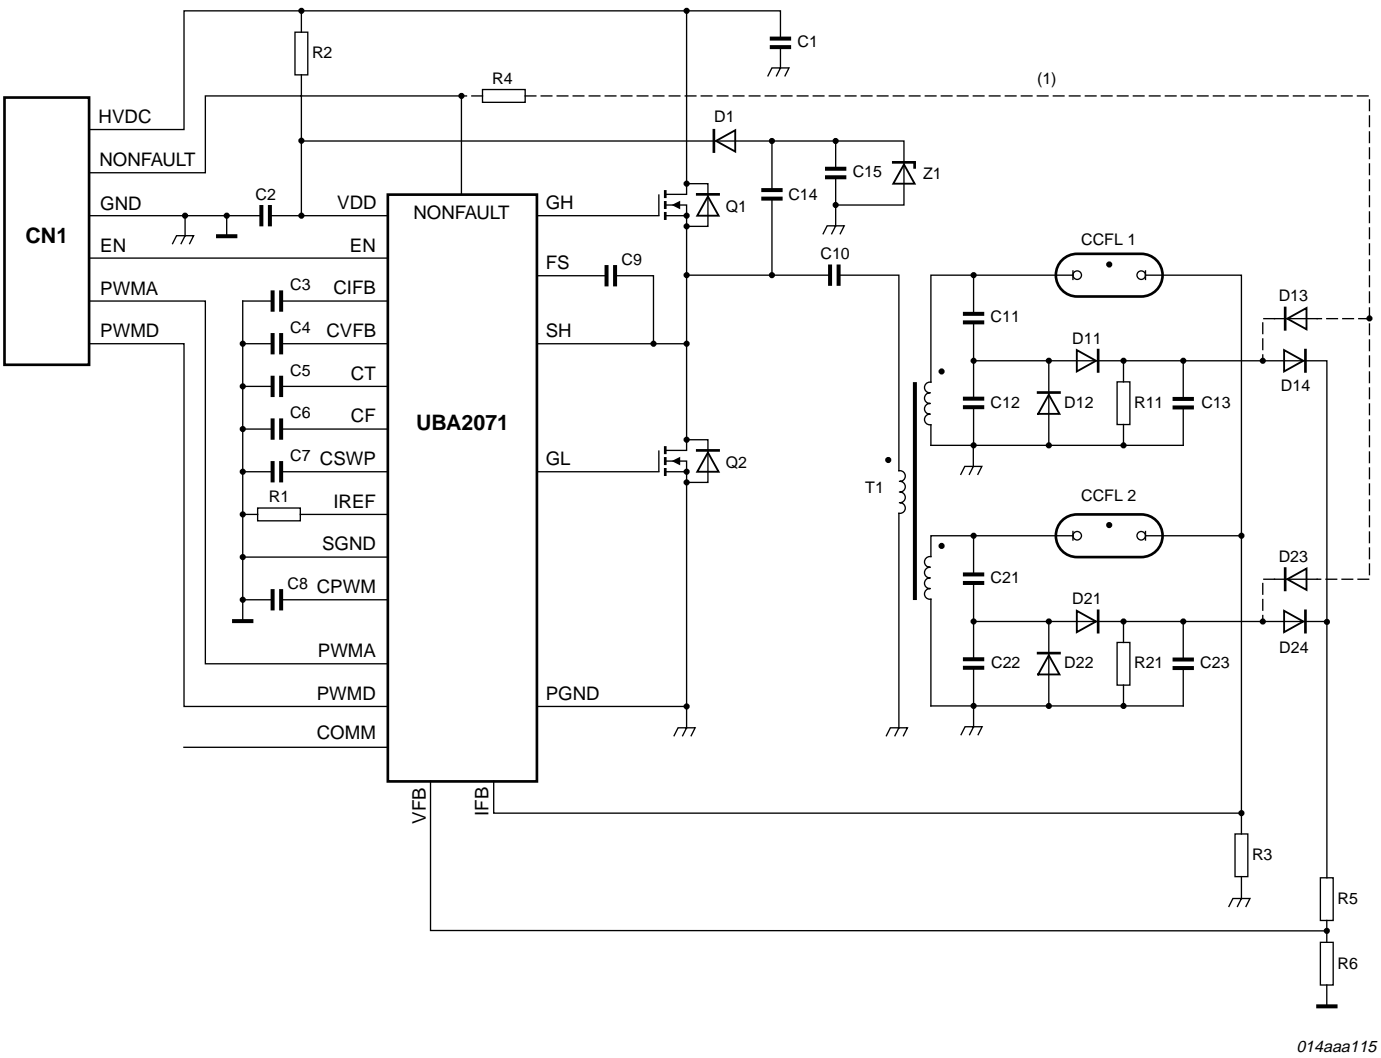 C1
R2
R4
(1)
HVDC
D1
NONFAULT
C15
Z1
C14
GND
C2
VDD
NONFAULT
GH
Q1
CN1
EN
EN
FS
C9
C10
CCFL 1
PWMA
C3
CIFB
D13
C11
PWMD
C4
CVFB
SH
D11
C5
CT
D14
C12
D12
R11
C13
C6
CF
UBA2071
C7
CSWP
GL
Q2
T1
R1
IREF
CCFL 2
SGND
D23
C8
CPWM
C21
D21
PWMA
D24
C22
D22
R21
C23
PWMD
PGND
COMM
VFB
IFB
R3
R5
R6
014aaa115